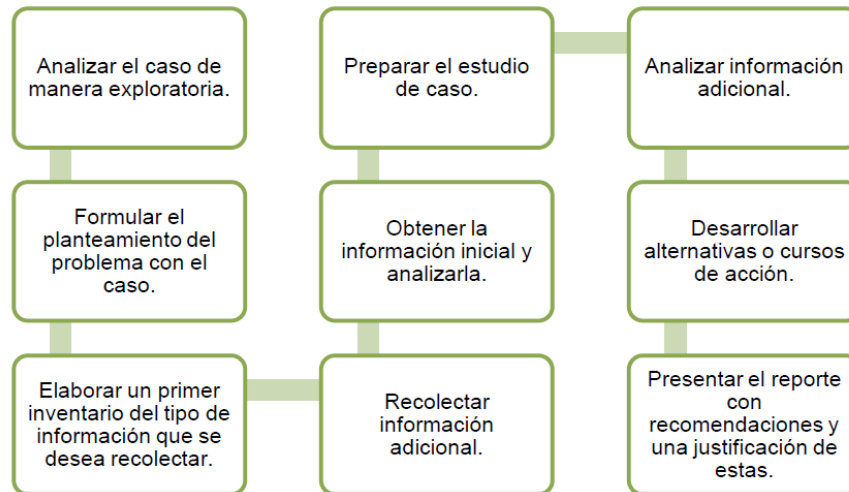 Analizar el caso de
manera exploratoria.
Formular el
planteamiento del
problema con el
caso.
Elaborar un primer
inventario del tipo de
información que se
desea recolectar.
Recolectar
información
adicional.
Obtener la
información inicial y
analizarla.
Preparar el estudio
de caso.
Analizar información
adicional.
Desarrollar
alternativas o cursos
de acción.
Presentar el reporte
con
recomendaciones y
una justificación de
estas.